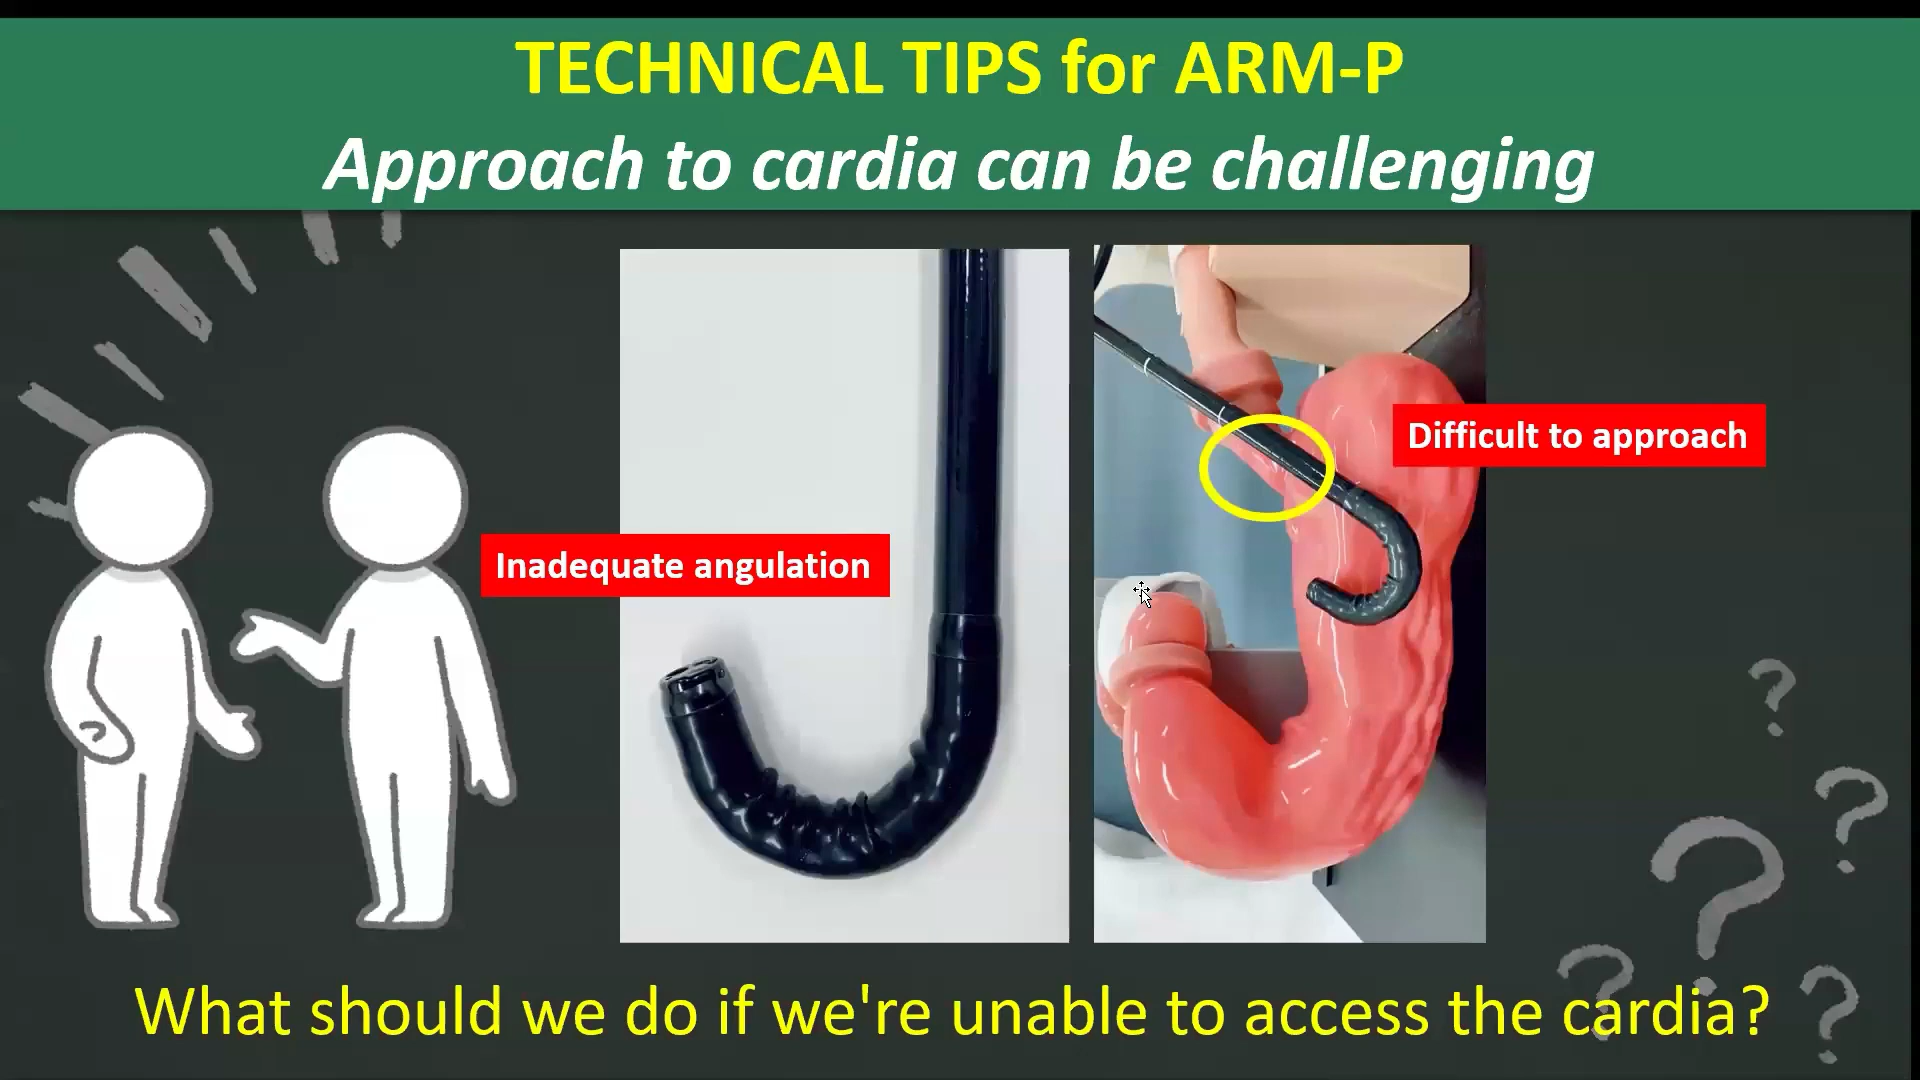 TECHNICAL TIPS for ARM-P
Approach to cardia can be challenging
Difficult to approach
Inadequate angulation
What should we do if we're unable to access the cardia?